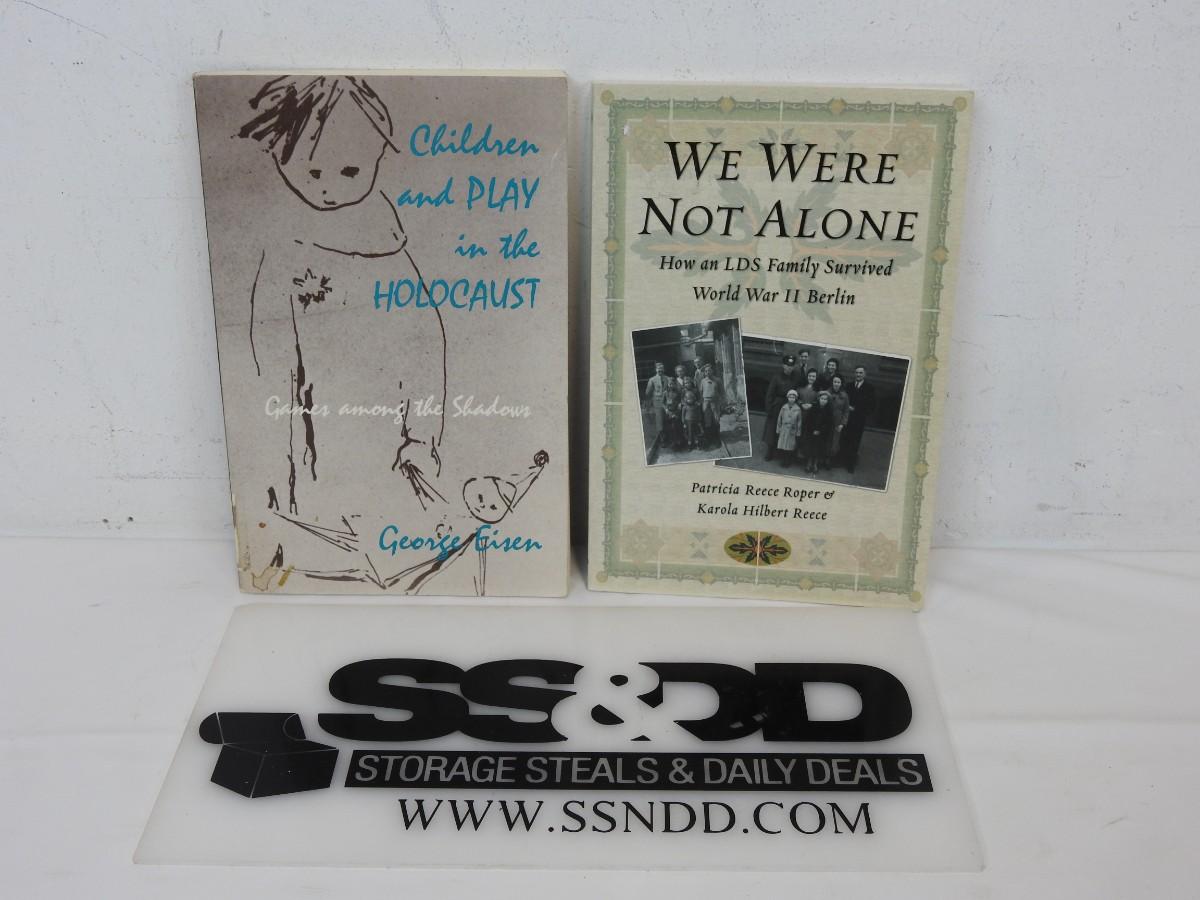 Children
and PLAY
in the
HOLOCAUST
Games among the Shadows
George Eisen
WE WERE
NOT ALONE
How an LDS Family Survived
World War II Berlin
Patricia Reece Roper &
Karola Hilbert Reece
SS&DD
STORAGE STEALS & DAILY DEALS
WWW.SSNDD.COM